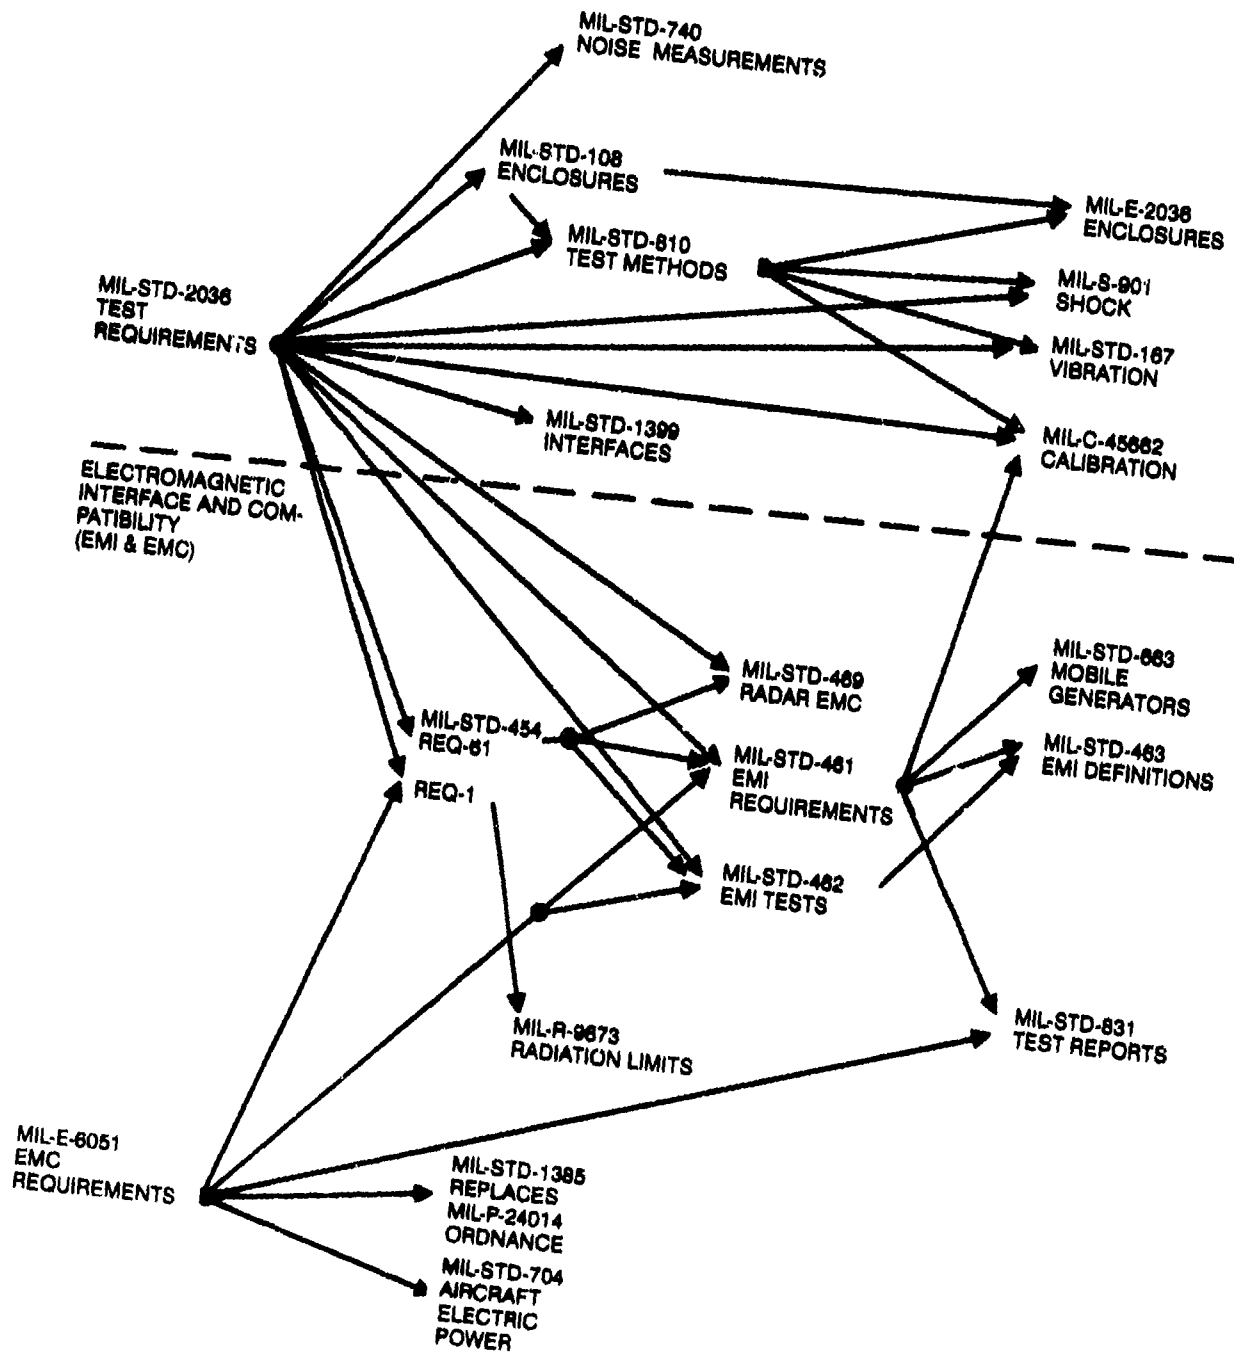 MIL-STD-740
NOISE MEASUREMENTS
MIL-STD-108
ENCLOSURES
MIL-E-2036
ENCLOSURES
MIL-STD-810
TEST METHODS
MIL-S-901
SHOCK
MIL-STD-2036
TEST
REQUIREMENTS
MIL-STD-167
VIBRATION
MIL-STD-1399
INTERFACES
MIL-C-45662
CALIBRATION
ELECTROMAGNETIC
INTERFACE AND COM-
PATIBILITY
(EMI & EMC)
MIL-STD-469
RADAR EMC
MIL-STD-663
MOBILE
GENERATORS
MIL-STD-454
REQ-61
REQ-1
MIL-STD-461
EMI
REQUIREMENTS
MIL-STD-463
EMI DEFINITIONS
MIL-STD-462
EMI TESTS
MIL-R-9673
RADIATION LIMITS
MIL-STD-831
TEST REPORTS
MIL-E-6051
EMC
REQUIREMENTS
MIL-STD-1385
REPLACES
MIL-P-24014
ORDNANCE
MIL-STD-704
AIRCRAFT
ELECTRIC
POWER